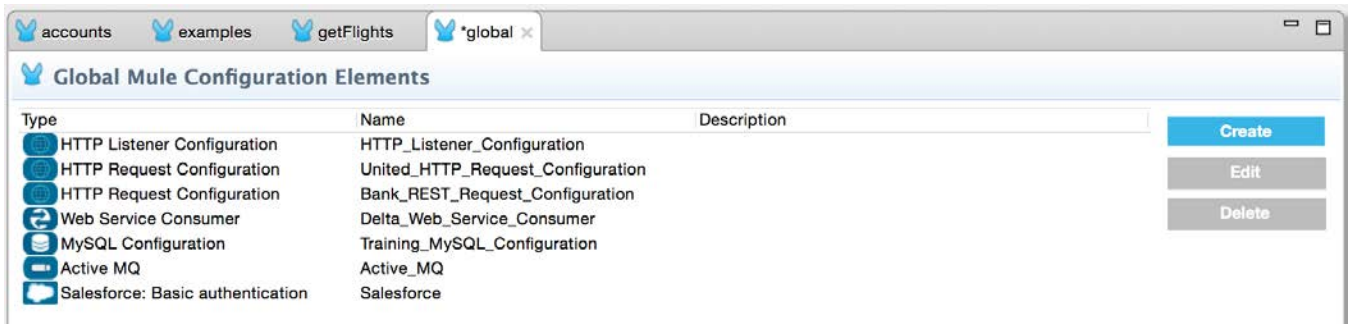 accounts examples getFlights *global
Global Mule Configuration Elements
Type Name Description
Create
HTTP Listener Configuration HTTP_Listener_Configuration
HTTP Request Configuration United_HTTP_Request_Configuration
Edit
HTTP Request Configuration Bank_REST_Request_Configuration
Web Service Consumer Delta_Web_Service_Consumer
Delete
MySQL Configuration Training_MySQL_Configuration
Active MQ Active_MQ
Salesforce: Basic authentication Salesforce